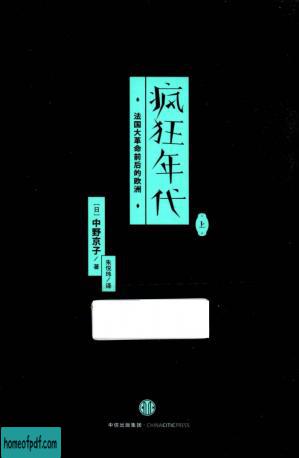 疯狂年代
法国大革命前后的欧洲
上
[日]中野京子/著
朱悦玮/译
中信出版集团·CHINACITICPRESS
homeofpdf.com